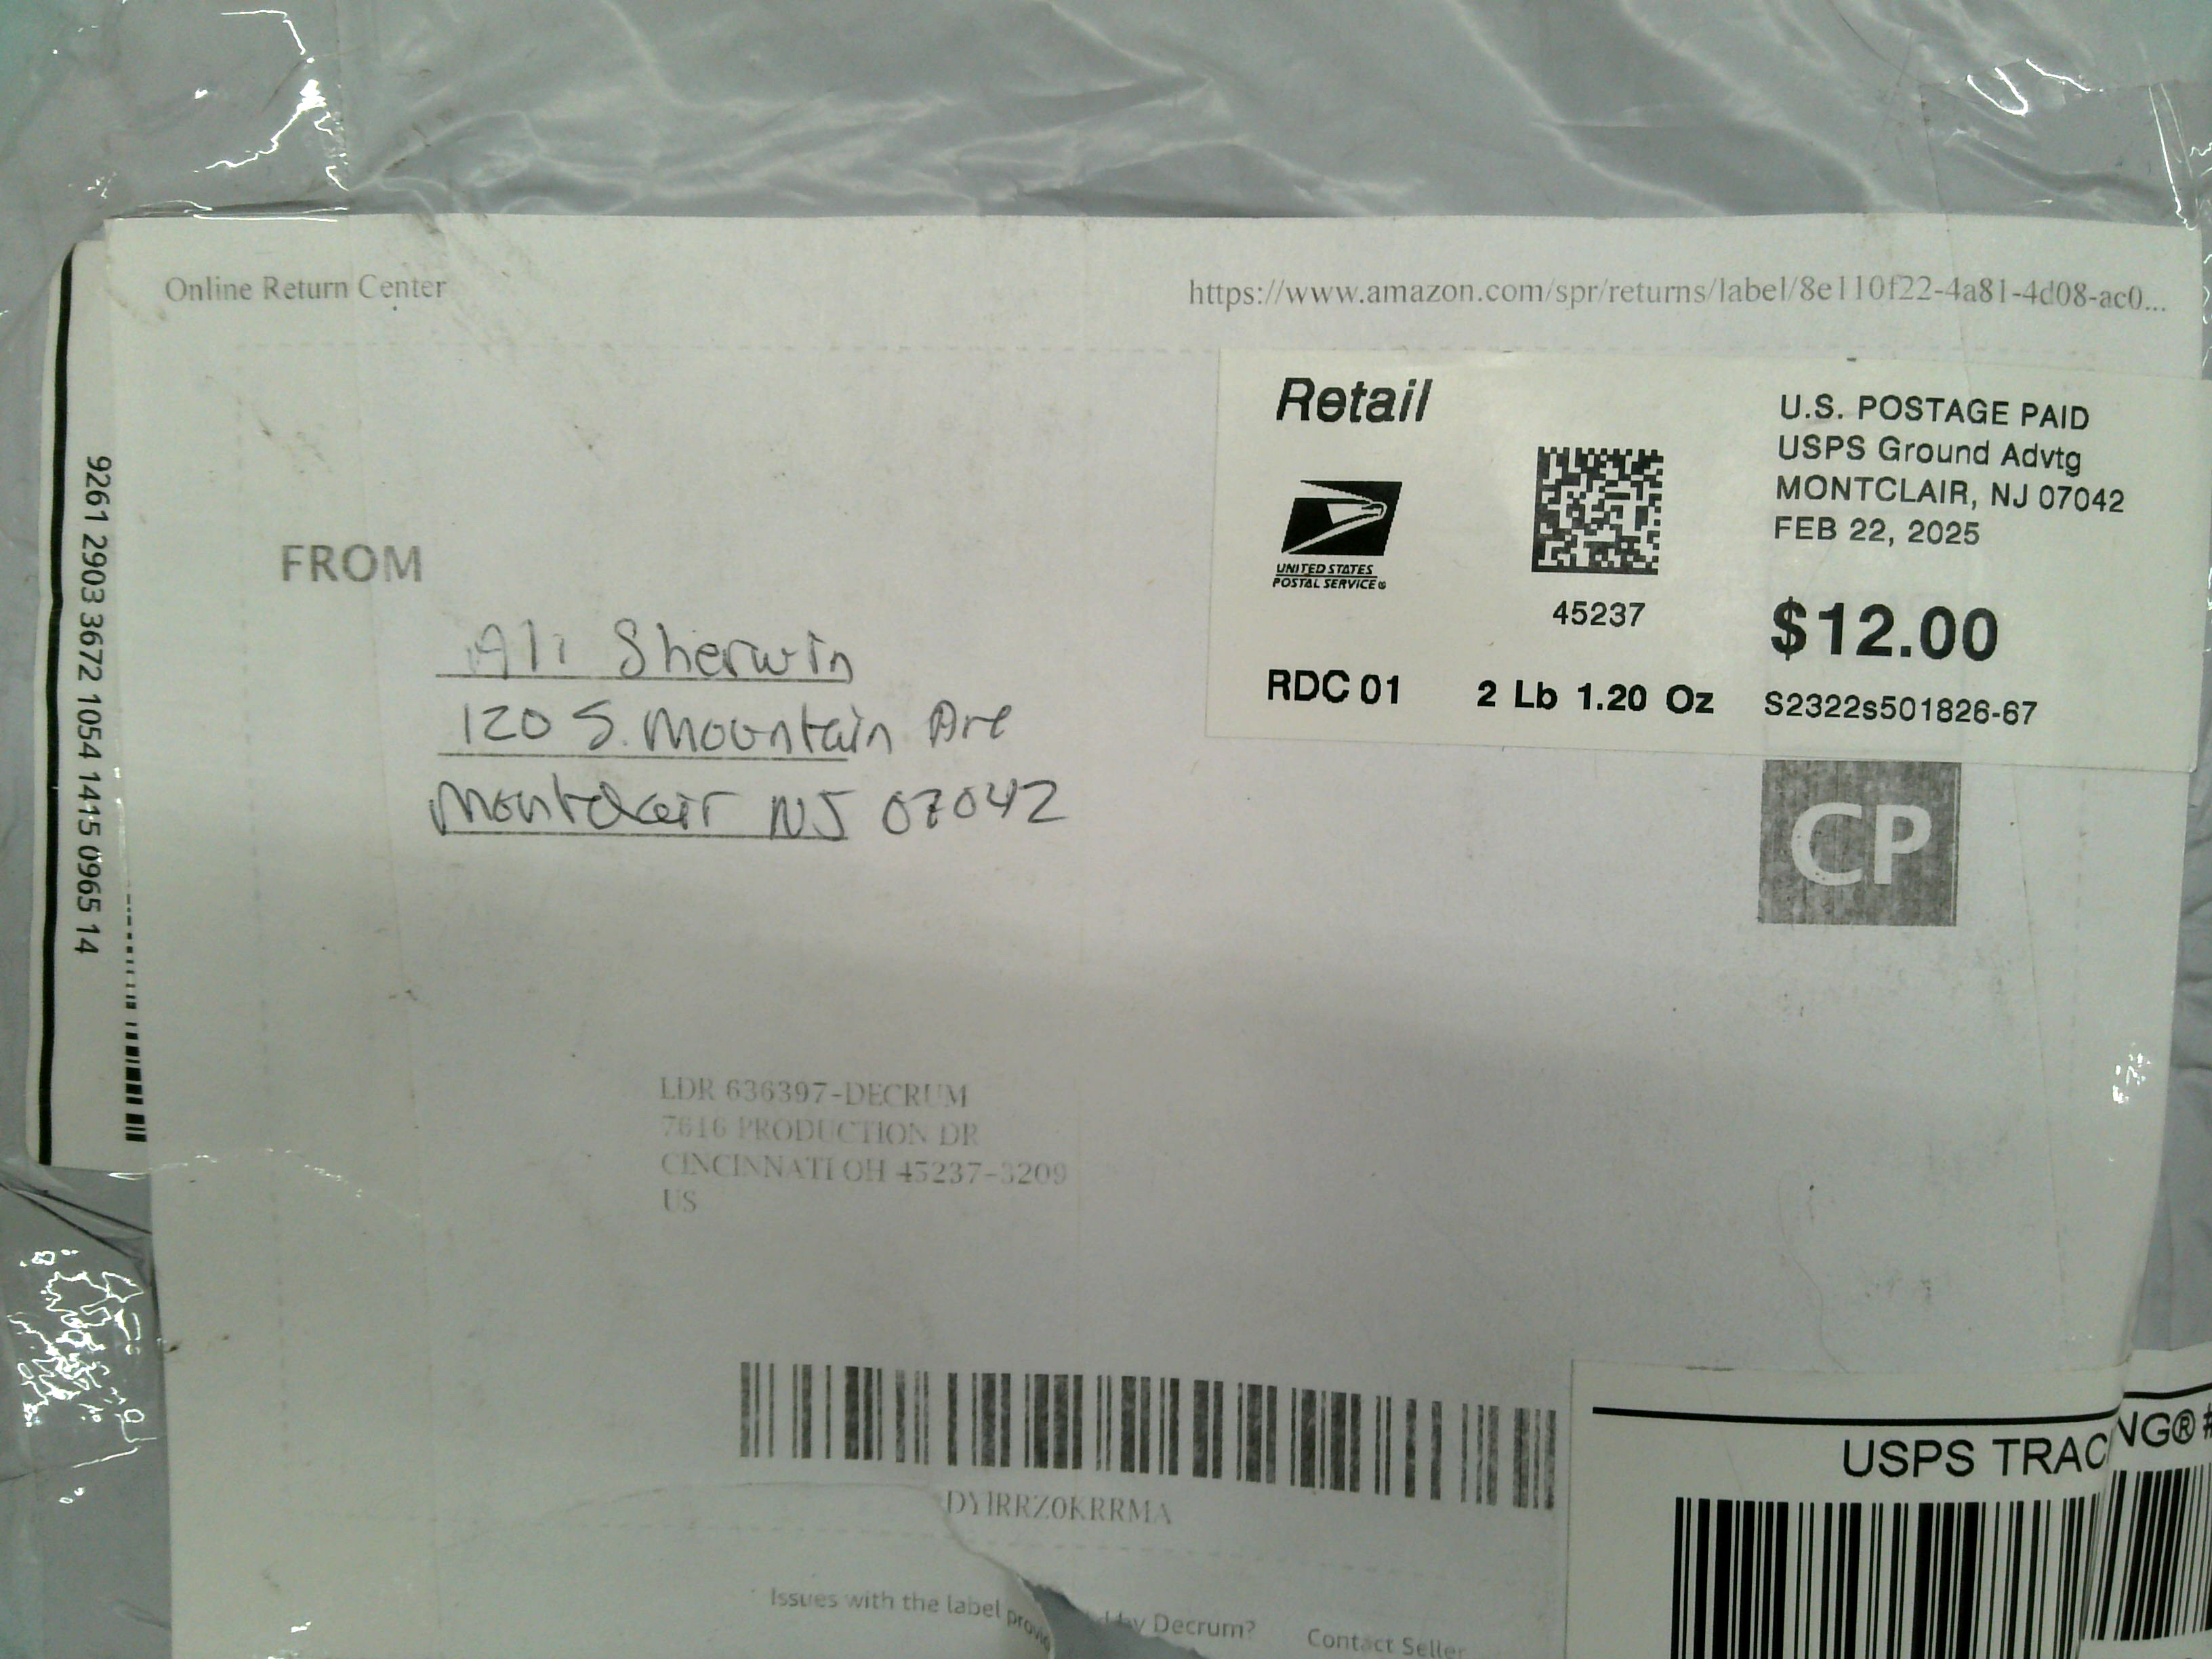 Online Return Center
https://www.amazon.com/spr/returns/label/8e110f22-4a81-4d08-ac0...
Retail
U.S. POSTAGE PAID
USPS Ground Advtg
MONTCLAIR, NJ 07042
FEB 22, 2025
UNITED STATES
POSTAL SERVICE®
45237
$12.00
RDC 01
2 Lb 1.20 Oz
S2322s501826-67
CP
9261 2903 3672 1054 1415 0965 14
FROM
Ali Sherwin
120 S. Mountain Ave
Montclair NJ 07042
LDR 636397-DECRUM
7616 PRODUCTION DR
CINCINNATI OH 45237-3209
US
DYIRRZ0KRRMA
USPS TRAC
NG® #
Issues with the label provi
by Decrum?
Contact Seller